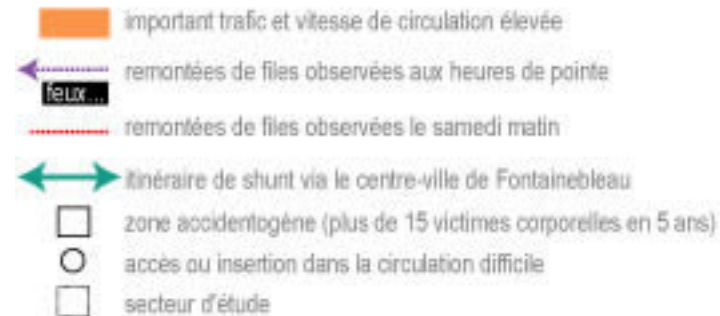 important trafic et vitesse de circulation élevée
remontées de files observées aux heures de pointe
feux...
remontées de files observées le samedi matin
itinéraire de shunt via le centre-ville de Fontainebleau
zone accidentogène (plus de 15 victimes corporelles en 5 ans)
accès ou insertion dans la circulation difficile
secteur d'étude